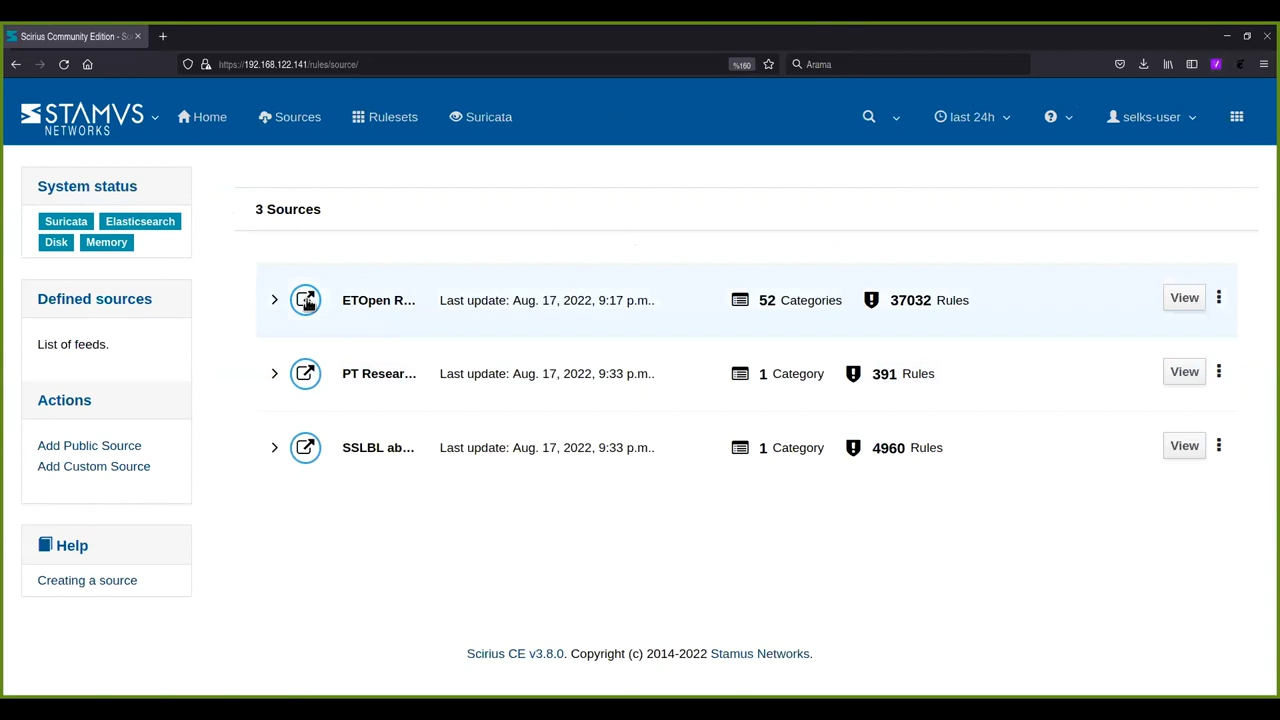 Scirius Community Edition - So
https://192.168.122.141/rules/source/
%160
Arama
STAMVS NETWORKS
Home
Sources
Rulesets
Suricata
last 24h
selks-user
System status
Suricata
Elasticsearch
Disk
Memory
Defined sources
List of feeds.
Actions
Add Public Source
Add Custom Source
Help
Creating a source
3 Sources
ETOpen R... Last update: Aug. 17, 2022, 9:17 p.m.. 52 Categories 37032 Rules View
PT Resear... Last update: Aug. 17, 2022, 9:33 p.m.. 1 Category 391 Rules View
SSLBL ab... Last update: Aug. 17, 2022, 9:33 p.m.. 1 Category 4960 Rules View
Scirius CE v3.8.0. Copyright (c) 2014-2022 Stamus Networks.